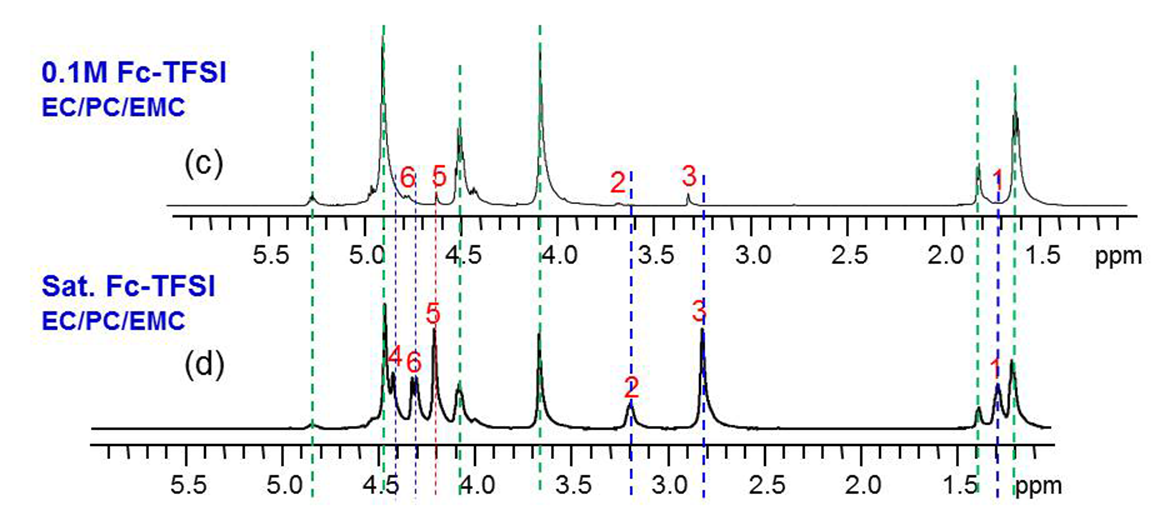 0.1M Fc-TFSI
EC/PC/EMC
(c)
6 5 2 3 1
5.5 5.0 4.5 4.0 3.5 3.0 2.5 2.0 1.5 ppm
Sat. Fc-TFSI
EC/PC/EMC
(d)
4 6 5 2 3 1
5.5 5.0 4.5 4.0 3.5 3.0 2.5 2.0 1.5 ppm